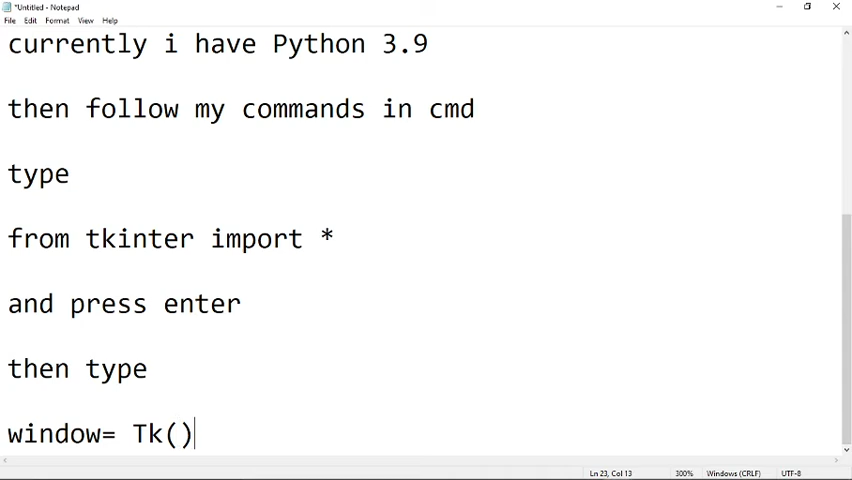 *Untitled - Notepad
File Edit Format View Help
currently i have Python 3.9
then follow my commands in cmd
type
from tkinter import *
and press enter
then type
window= Tk()
Ln 23, Col 13 300% Windows (CRLF) UTF-8